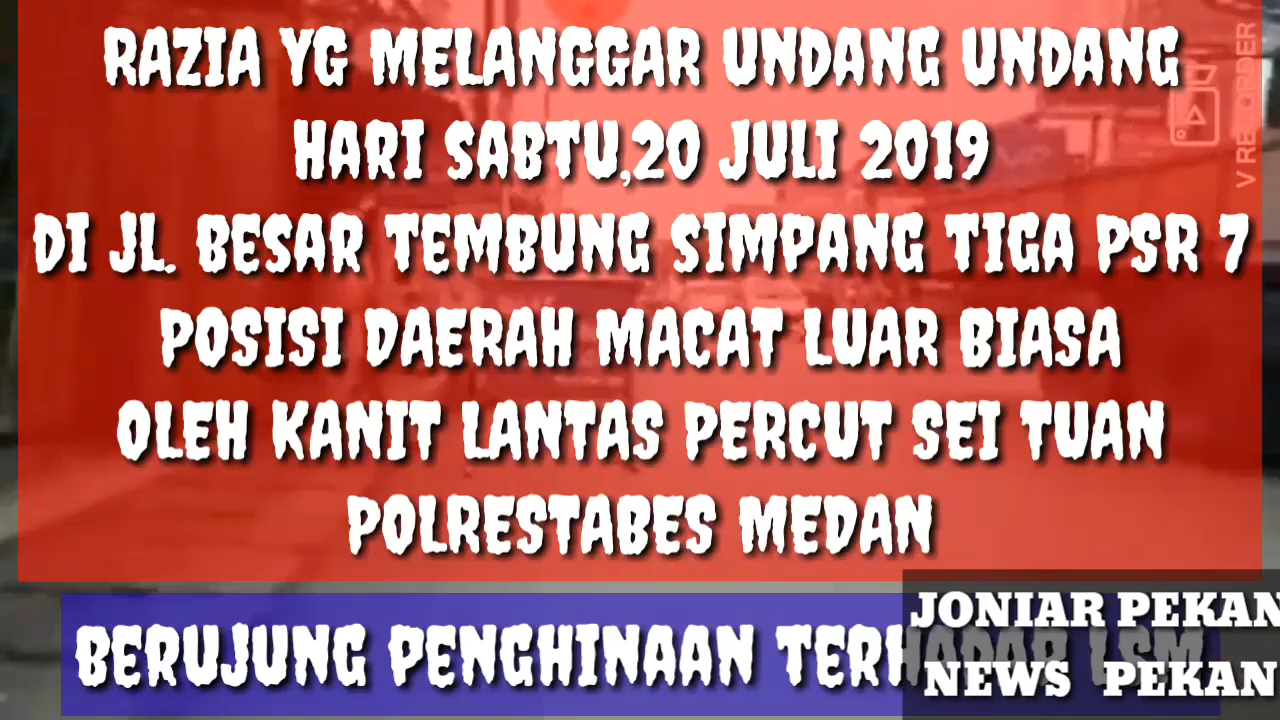 RAZIA YG MELANGGAR UNDANG UNDANG
HARI SABTU,20 JULI 2019
DI JL. BESAR TEMBUNG SIMPANG TIGA PSR 7
POSISI DAERAH MACAT LUAR BIASA
OLEH KANIT LANTAS PERCUT SEI TUAN
POLRESTABES MEDAN
BERUJUNG PENGHINAAN TERHADAP LSM
JONIAR PEKAN
NEWS PEKAN
V RECORDER